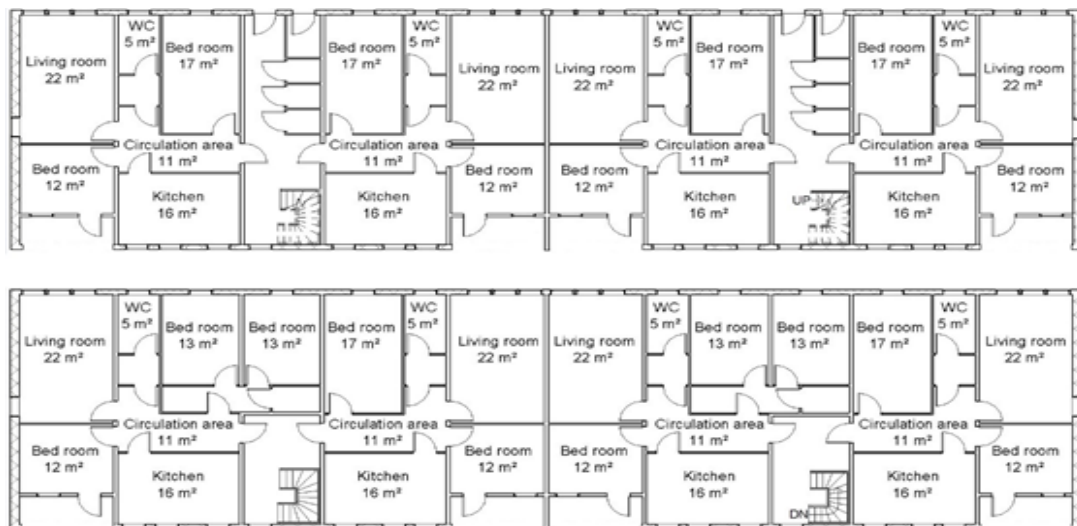 WC
5 m²
Bed room
17 m²
Living room
22 m²
Circulation area
11 m²
Bed room
12 m²
Kitchen
16 m²
Bed room
17 m²
WC
5 m²
Living room
22 m²
Circulation area
11 m²
Kitchen
16 m²
Bed room
12 m²
Living room
22 m²
WC
5 m²
Bed room
17 m²
Circulation area
11 m²
Bed room
12 m²
Kitchen
16 m²
UP
Bed room
17 m²
WC
5 m²
Living room
22 m²
Circulation area
11 m²
Kitchen
16 m²
Bed room
12 m²
WC
5 m²
Living room
22 m²
Bed room
13 m²
Bed room
13 m²
Circulation area
11 m²
Bed room
12 m²
Kitchen
16 m²
Bed room
17 m²
WC
5 m²
Living room
22 m²
Circulation area
11 m²
Kitchen
16 m²
Bed room
12 m²
Living room
22 m²
WC
5 m²
Bed room
13 m²
Bed room
13 m²
Circulation area
11 m²
Bed room
12 m²
Kitchen
16 m²
DN
Bed room
17 m²
WC
5 m²
Living room
22 m²
Circulation area
11 m²
Kitchen
16 m²
Bed room
12 m²